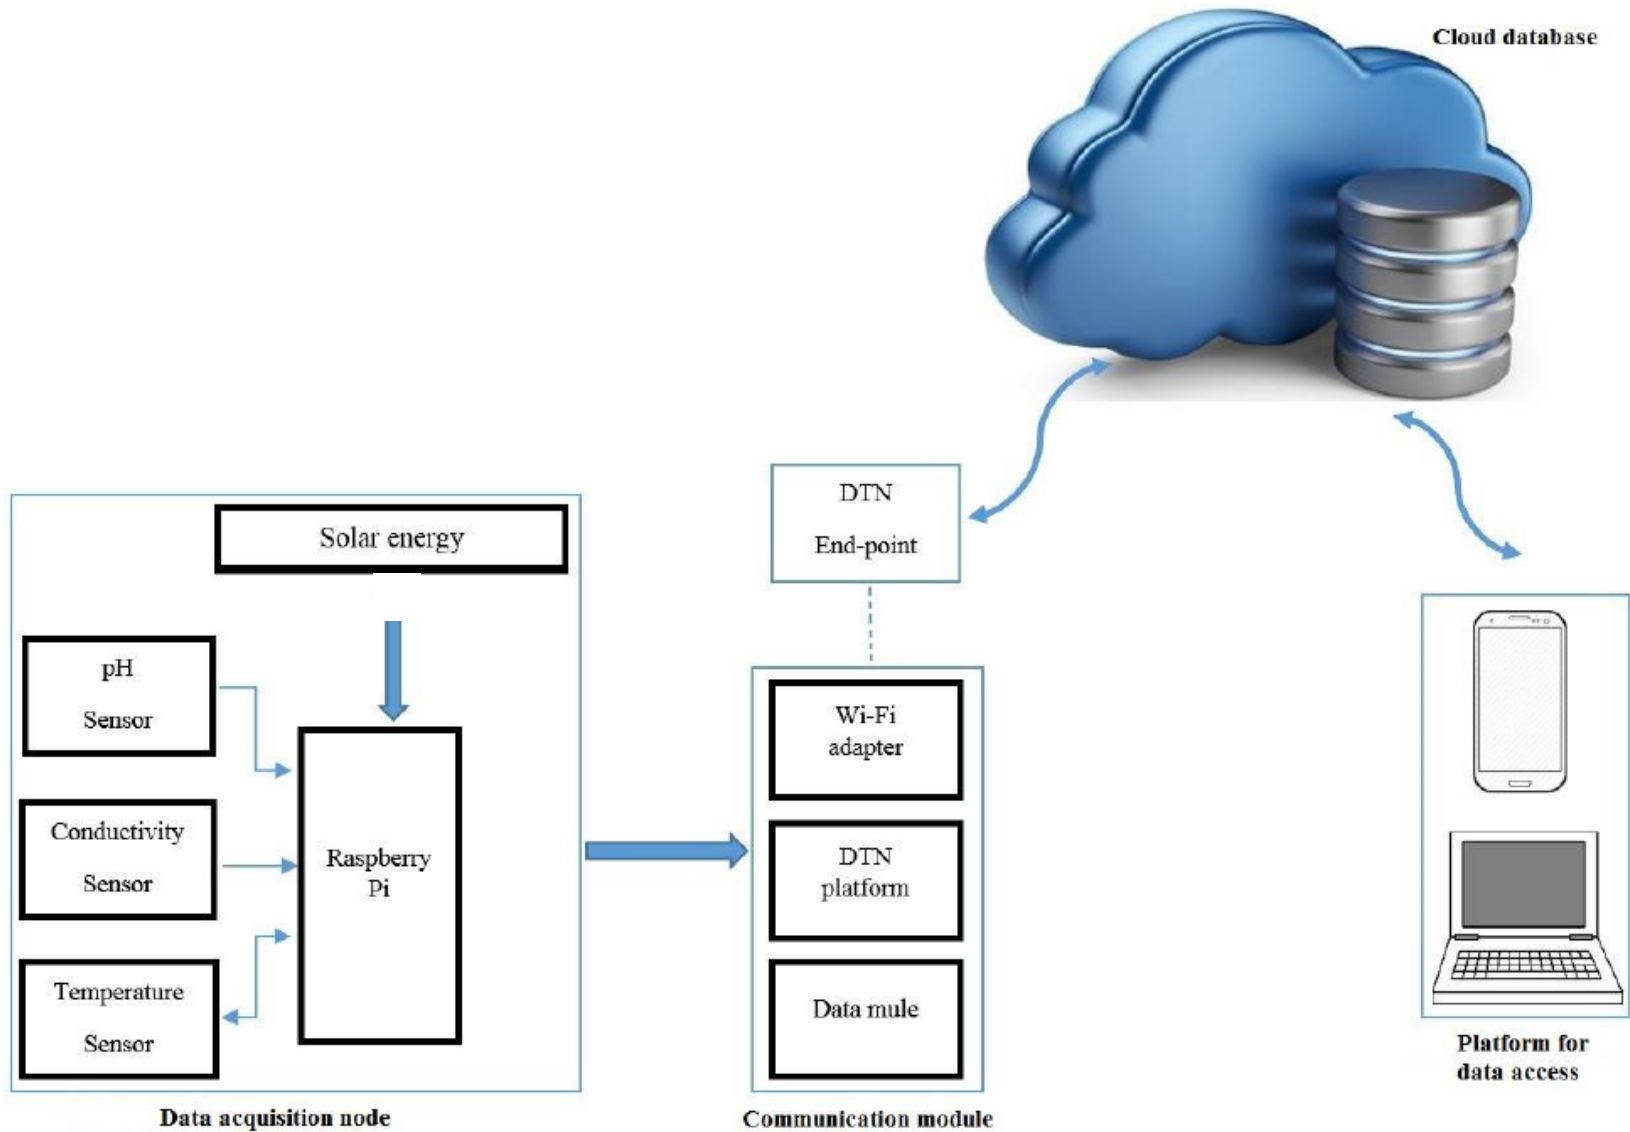 Cloud database
DTN
End-point
Solar energy
pH
Sensor
Conductivity
Sensor
Temperature
Sensor
Raspberry
Pi
Wi-Fi
adapter
DTN
platform
Data mule
Platform for
data access
Data acquisition node
Communication module